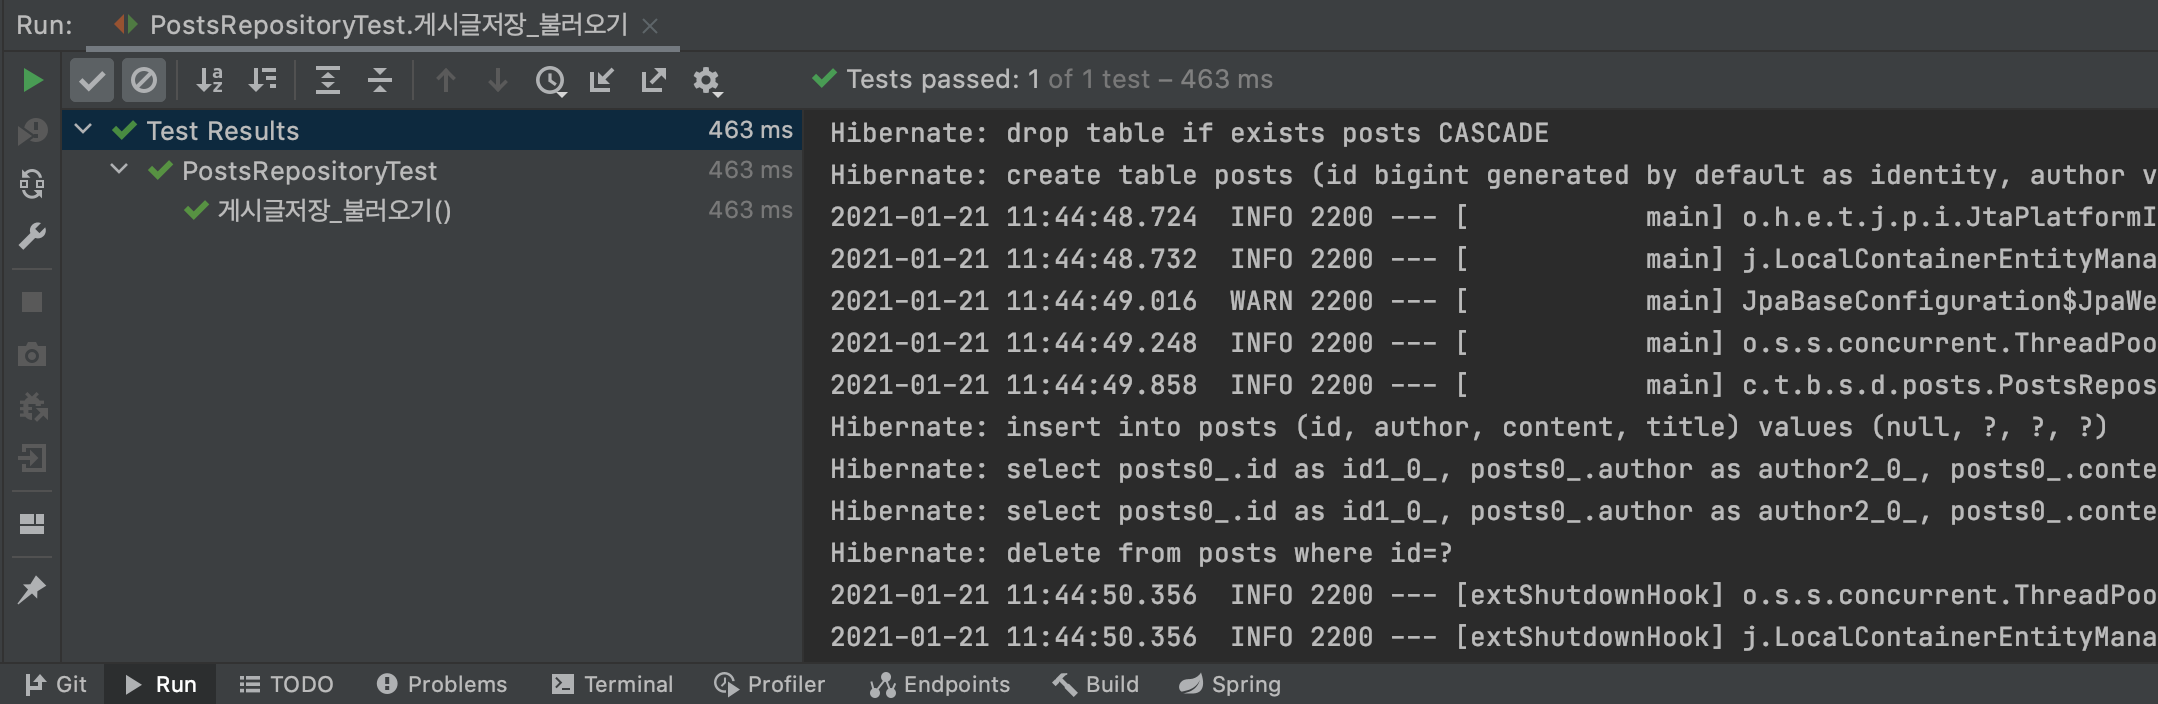 Run: PostsRepositoryTest.게시글저장_불러오기
Tests passed: 1 of 1 test – 463 ms
Test Results 463 ms
PostsRepositoryTest 463 ms
게시글저장_불러오기() 463 ms
Hibernate: drop table if exists posts CASCADE
Hibernate: create table posts (id bigint generated by default as identity, author v
2021-01-21 11:44:48.724  INFO 2200 --- [           main] o.h.e.t.j.p.i.JtaPlatformI
2021-01-21 11:44:48.732  INFO 2200 --- [           main] j.LocalContainerEntityMana
2021-01-21 11:44:49.016  WARN 2200 --- [           main] JpaBaseConfiguration$JpaWe
2021-01-21 11:44:49.248  INFO 2200 --- [           main] o.s.s.concurrent.ThreadPoo
2021-01-21 11:44:49.858  INFO 2200 --- [           main] c.t.b.s.d.posts.PostsRepos
Hibernate: insert into posts (id, author, content, title) values (null, ?, ?, ?)
Hibernate: select posts0_.id as id1_0_, posts0_.author as author2_0_, posts0_.conte
Hibernate: select posts0_.id as id1_0_, posts0_.author as author2_0_, posts0_.conte
Hibernate: delete from posts where id=?
2021-01-21 11:44:50.356  INFO 2200 --- [extShutdownHook] o.s.s.concurrent.ThreadPoo
2021-01-21 11:44:50.356  INFO 2200 --- [extShutdownHook] j.LocalContainerEntityMana
Git Run TODO Problems Terminal Profiler Endpoints Build Spring